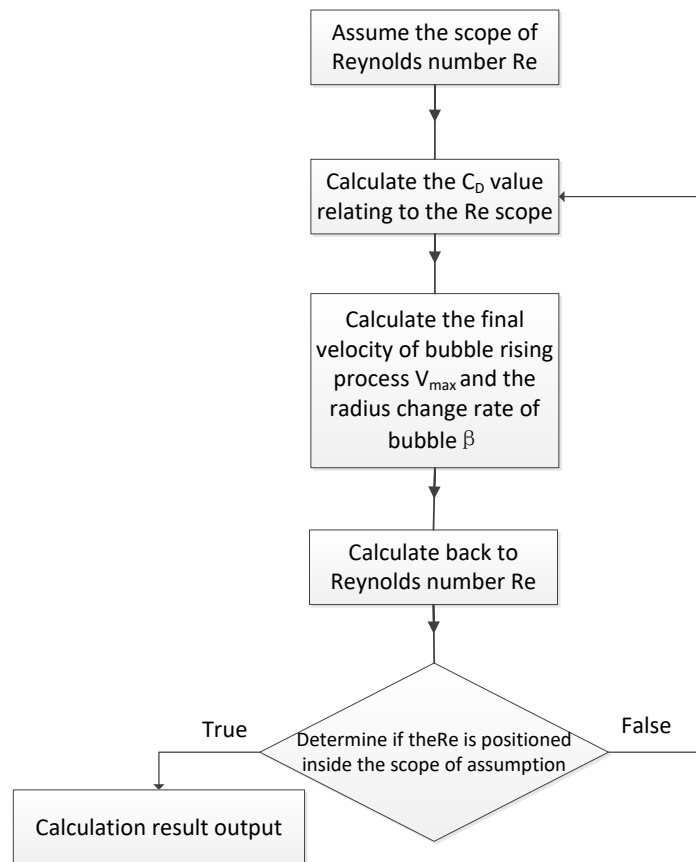 Assume the scope of
Reynolds number Re
Calculate the C_D value
relating to the Re scope
Calculate the final
velocity of bubble rising
process V_max and the
radius change rate of
bubble β
Calculate back to
Reynolds number Re
Determine if theRe is positioned
inside the scope of assumption
True
False
Calculation result output